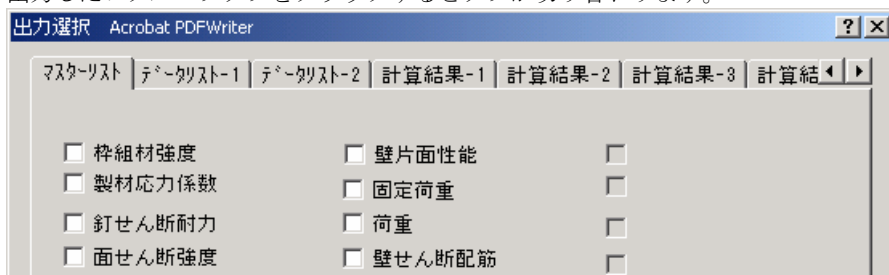 出力選択 Acrobat PDFWriter
マスターリスト データリスト-1 データリスト-2 計算結果-1 計算結果-2 計算結果-3 計算結
枠組材強度 壁片面性能
製材応力係数 固定荷重
釘せん断耐力 荷重
面せん断強度 壁せん断配筋